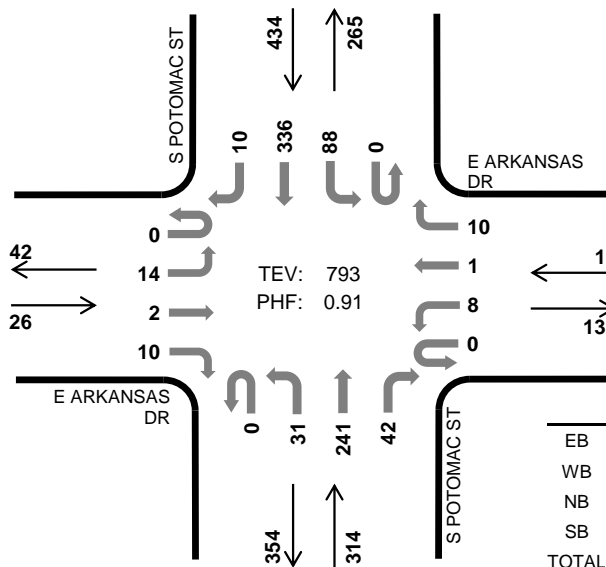 434
265
S POTOMAC ST
10
336
88
0
E ARKANSAS
DR
0
10
42
14
1
1
TEV: 793
PHF: 0.91
26
2
8
13
10
0
E ARKANSAS
DR
0
31
241
42
S POTOMAC ST
354
314
EB
WB
NB
SB
TOTAL